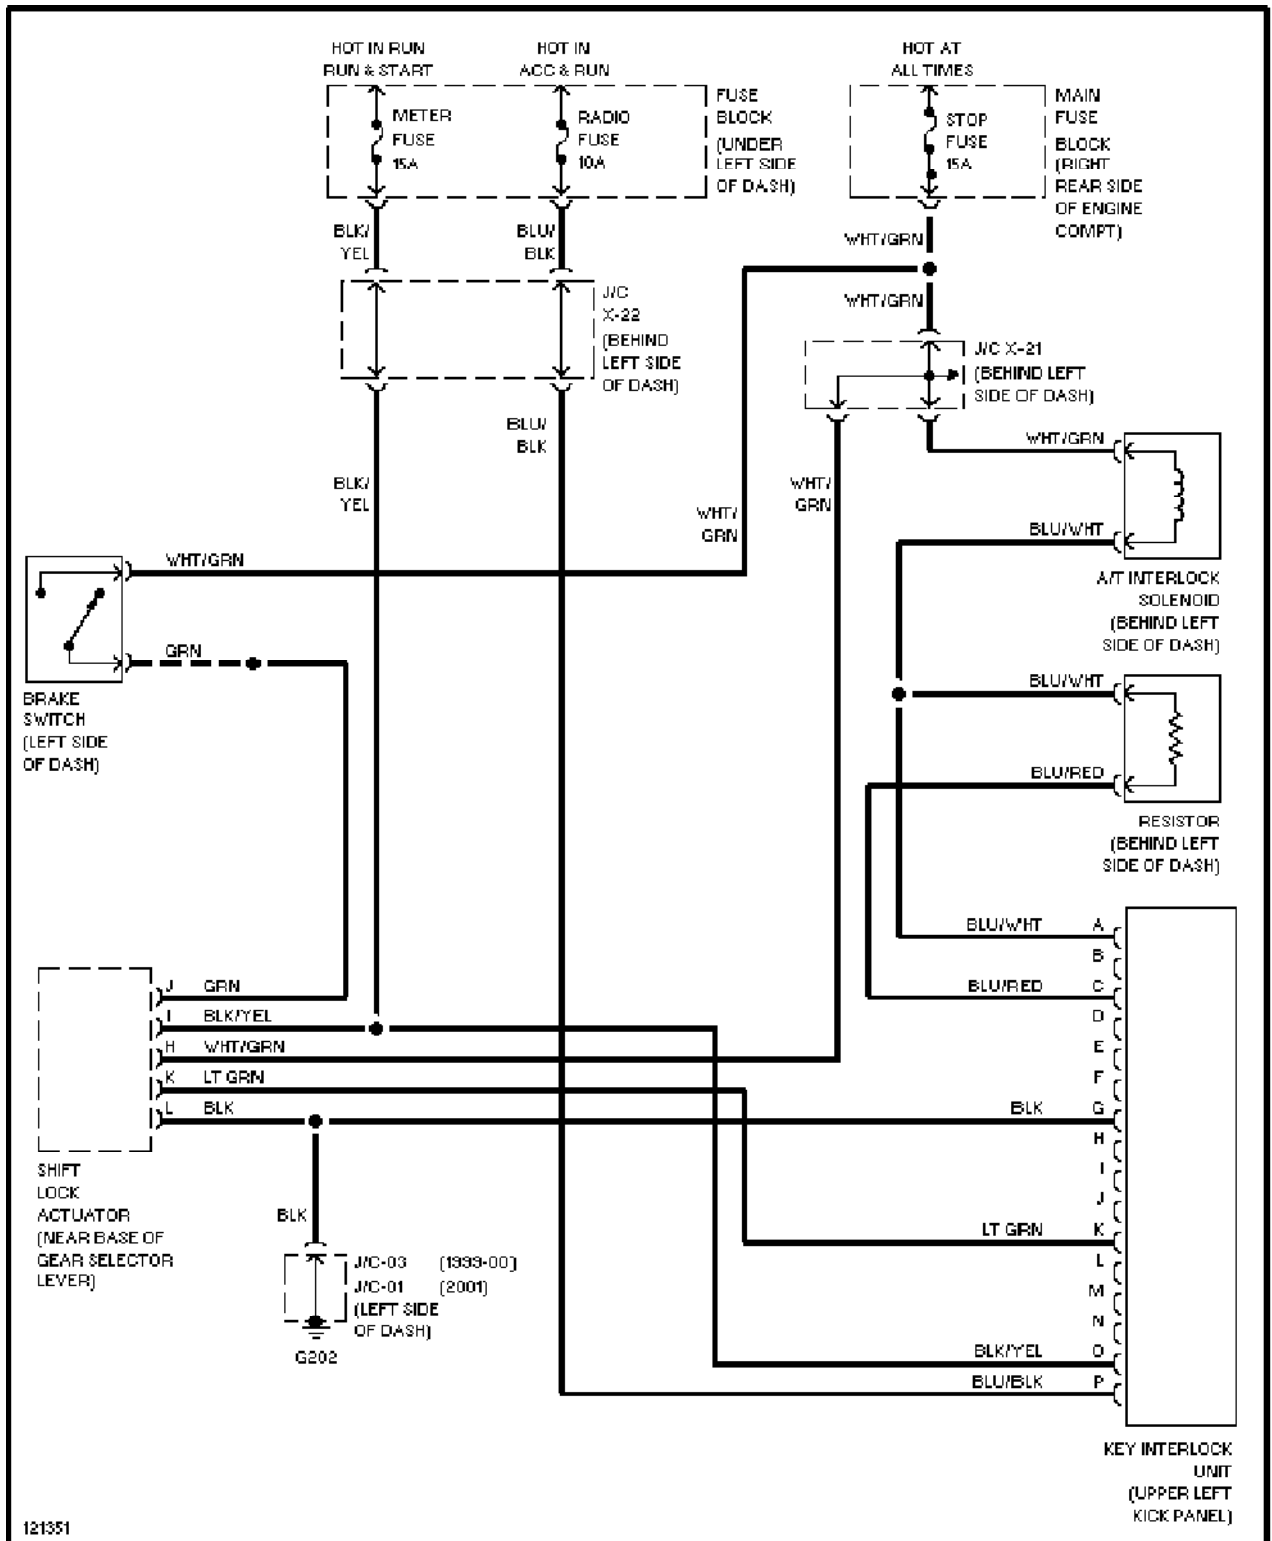 HOT IN RUN
RUN & START
HOT IN
ACC & RUN
HOT AT
ALL TIMES
METER
FUSE
15A
RADIO
FUSE
10A
FUSE
BLOCK
(UNDER
LEFT SIDE
OF DASH)
STOP
FUSE
15A
MAIN
FUSE
BLOCK
(RIGHT
REAR SIDE
OF ENGINE
COMPT)
BLK/
YEL
BLU/
BLK
WHT/GRN
WHT/GRN
J/C
X-22
(BEHIND
LEFT SIDE
OF DASH)
J/C X-21
(BEHIND LEFT
SIDE OF DASH)
BLU/
BLK
WHT/GRN
BLK/
YEL
WHT/
GRN
WHT/
GRN
BLU/WHT
WHT/GRN
A/T INTERLOCK
SOLENOID
(BEHIND LEFT
SIDE OF DASH)
GRN
BRAKE
SWITCH
(LEFT SIDE
OF DASH)
BLU/WHT
BLU/RED
RESISTOR
(BEHIND LEFT
SIDE OF DASH)
BLU/WHT A
B
BLU/RED C
D
E
F
BLK G
H
I
J
LT GRN K
L
M
N
BLK/YEL O
BLU/BLK P
J GRN
I BLK/YEL
H WHT/GRN
K LT GRN
L BLK
SHIFT
LOCK
ACTUATOR
(NEAR BASE OF
GEAR SELECTOR
LEVER)
BLK
J/C-03 (1999-00)
J/C-01 (2001)
(LEFT SIDE
OF DASH)
G202
KEY INTERLOCK
UNIT
(UPPER LEFT
KICK PANEL)
121351